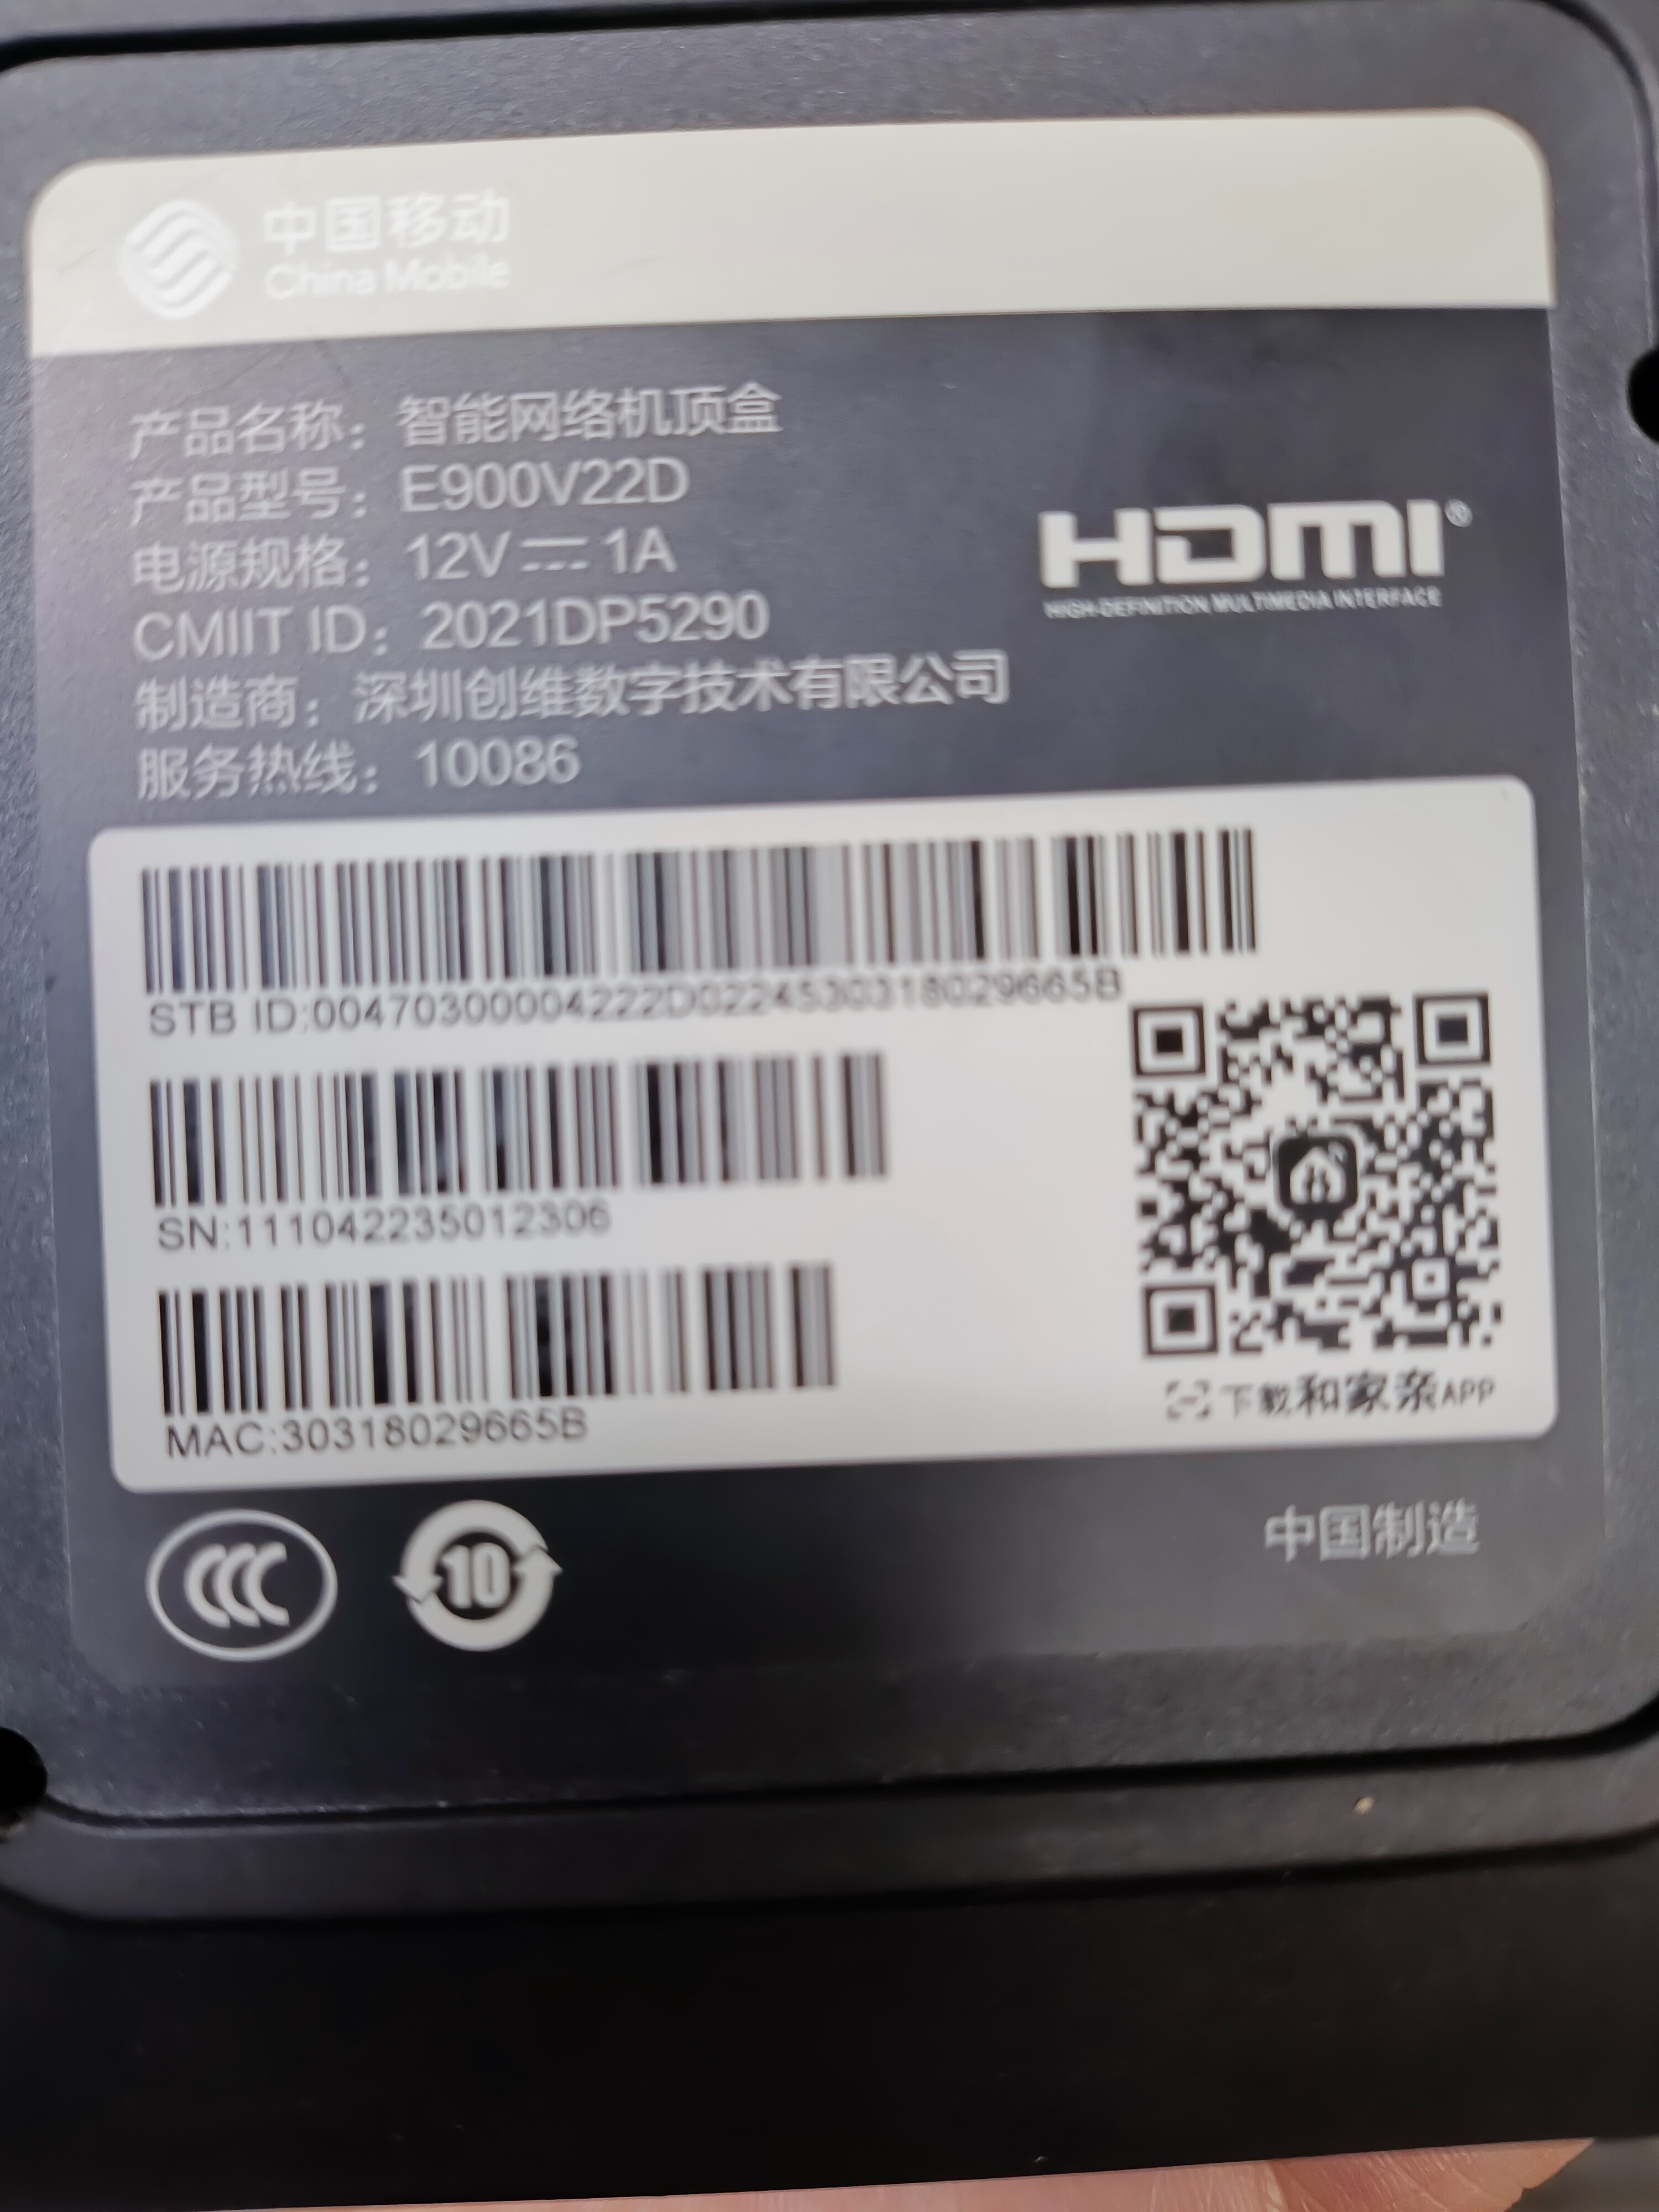 中国移动
China Mobile
产品名称：智能网络机顶盒
产品型号：E900V22D
电源规格：12V⎓1A
CMIIT ID：2021DP5290
制造商：深圳创维数字技术有限公司
服务热线：10086
HDMI®
HIGH-DEFINITION MULTIMEDIA INTERFACE
STB ID:00470300004222D0224530318029665B
SN:111042235012306
MAC:30318029665B
下载和家亲APP
CCC
10
中国制造